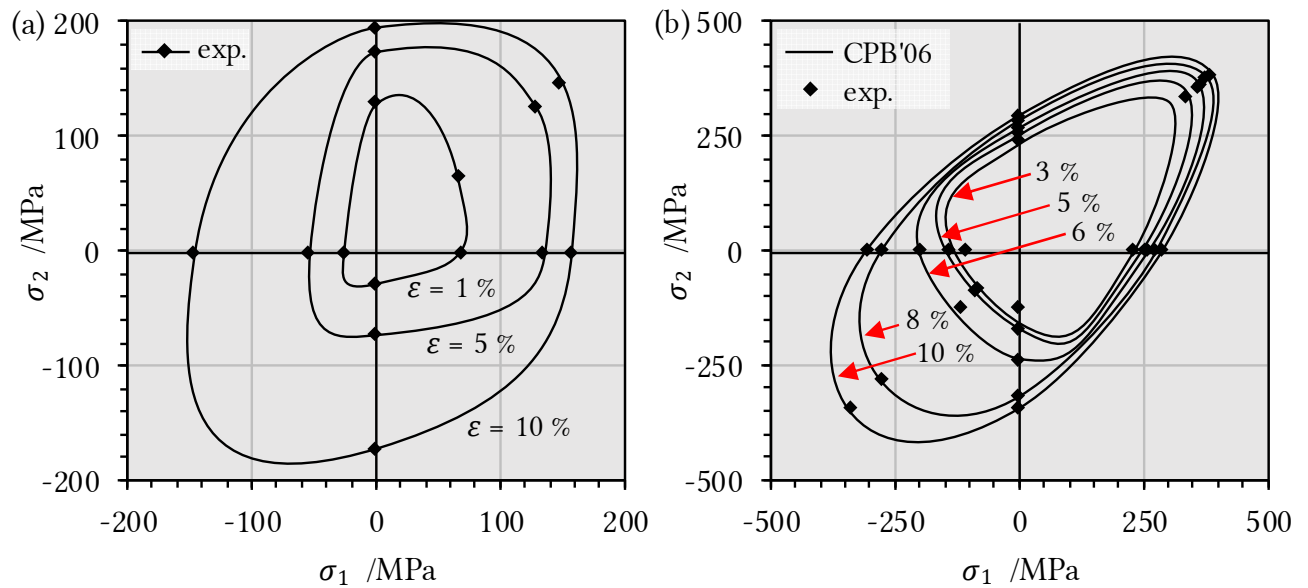 (a)
200
100
0
-100
-200
σ₂ /MPa
exp.
ε = 1 %
ε = 5 %
ε = 10 %
-200 -100 0 100 200
σ₁ /MPa
(b)
500
250
0
-250
-500
σ₂ /MPa
CPB'06
exp.
3 %
5 %
6 %
8 %
10 %
-500 -250 0 250 500
σ₁ /MPa